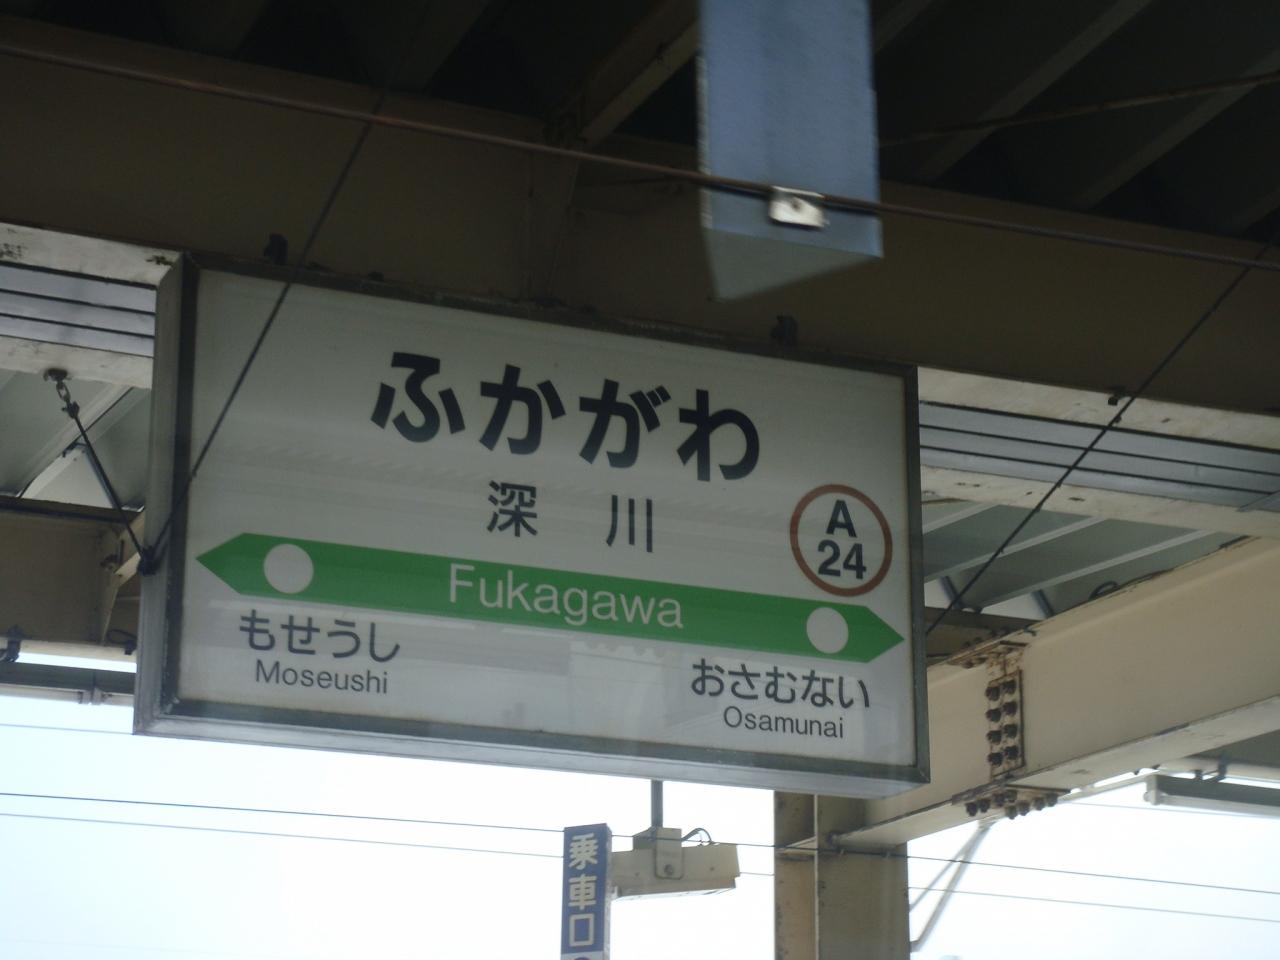 ふかがわ
深川
A
24
Fukagawa
もせうし
Moseushi
おさむない
Osamunai
乗車口